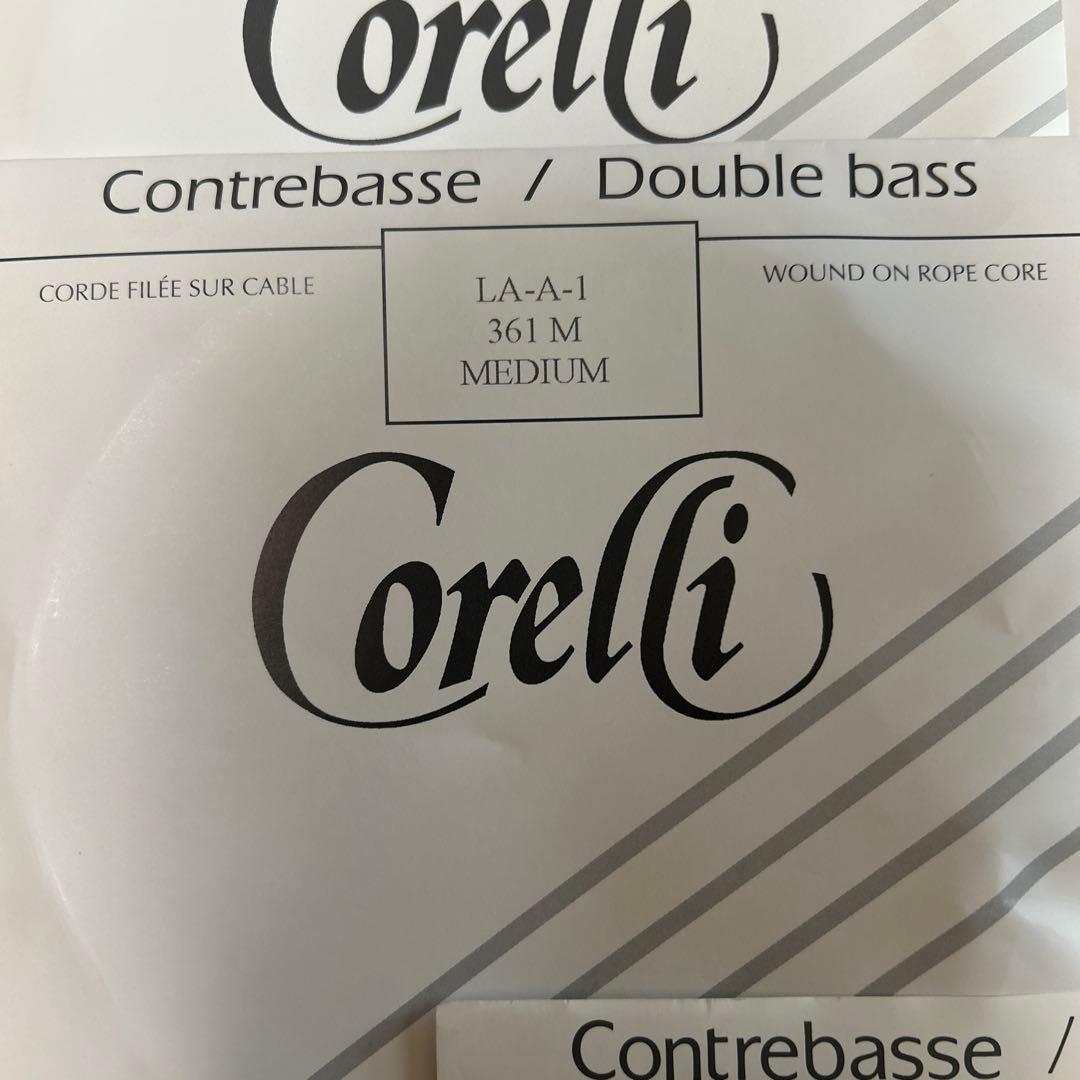 Corelli
Contrebasse / Double bass
CORDE FILÉE SUR CABLE
LA-A-1
361 M
MEDIUM
WOUND ON ROPE CORE
Corelli
Contrebasse /